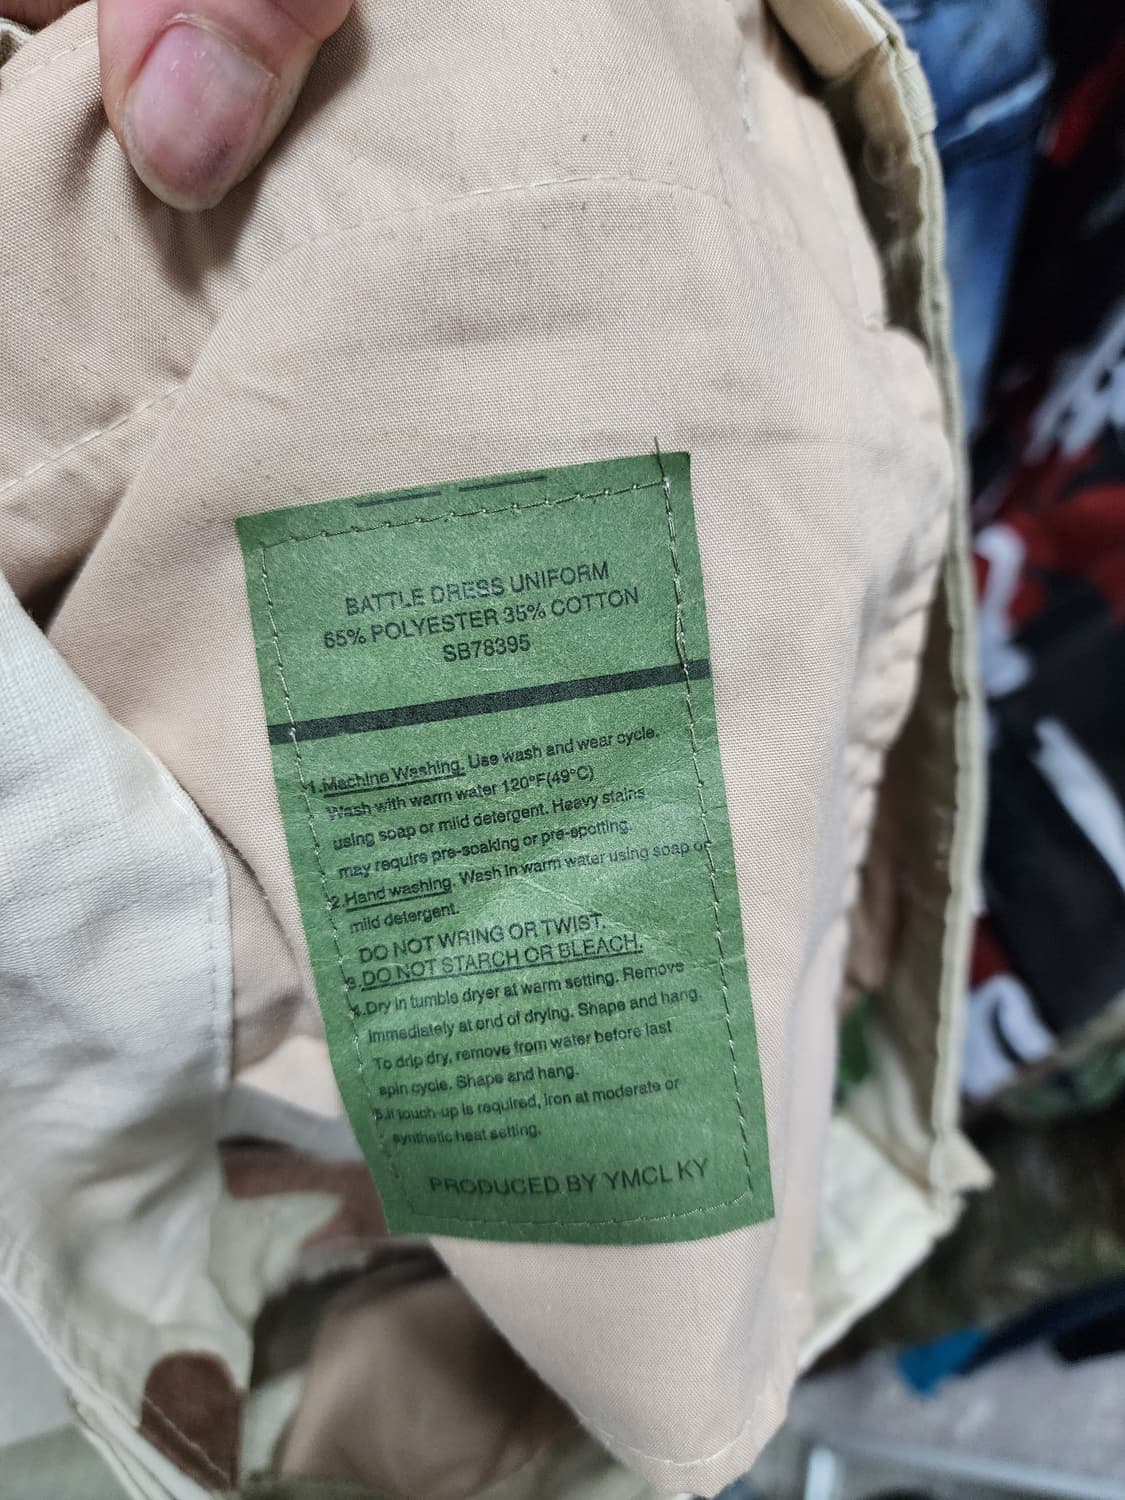 BATTLE DRESS UNIFORM
65% POLYESTER 35% COTTON
SB78395
1.Machine Washing. Use wash and wear cycle.
Wash with warm water 120°F(49°C)
using soap or mild detergent. Heavy stains
may require pre-soaking or pre-spotting.
2.Hand washing. Wash in warm water using soap or
mild detergent.
DO NOT WRING OR TWIST.
3.DO NOT STARCH OR BLEACH.
4.Dry in tumble dryer at warm setting. Remove
immediately at end of drying. Shape and hang.
To drip dry, remove from water before last
spin cycle. Shape and hang.
5.If touch-up is required, iron at moderate or
synthetic heat setting.
PRODUCED BY YMCL KY